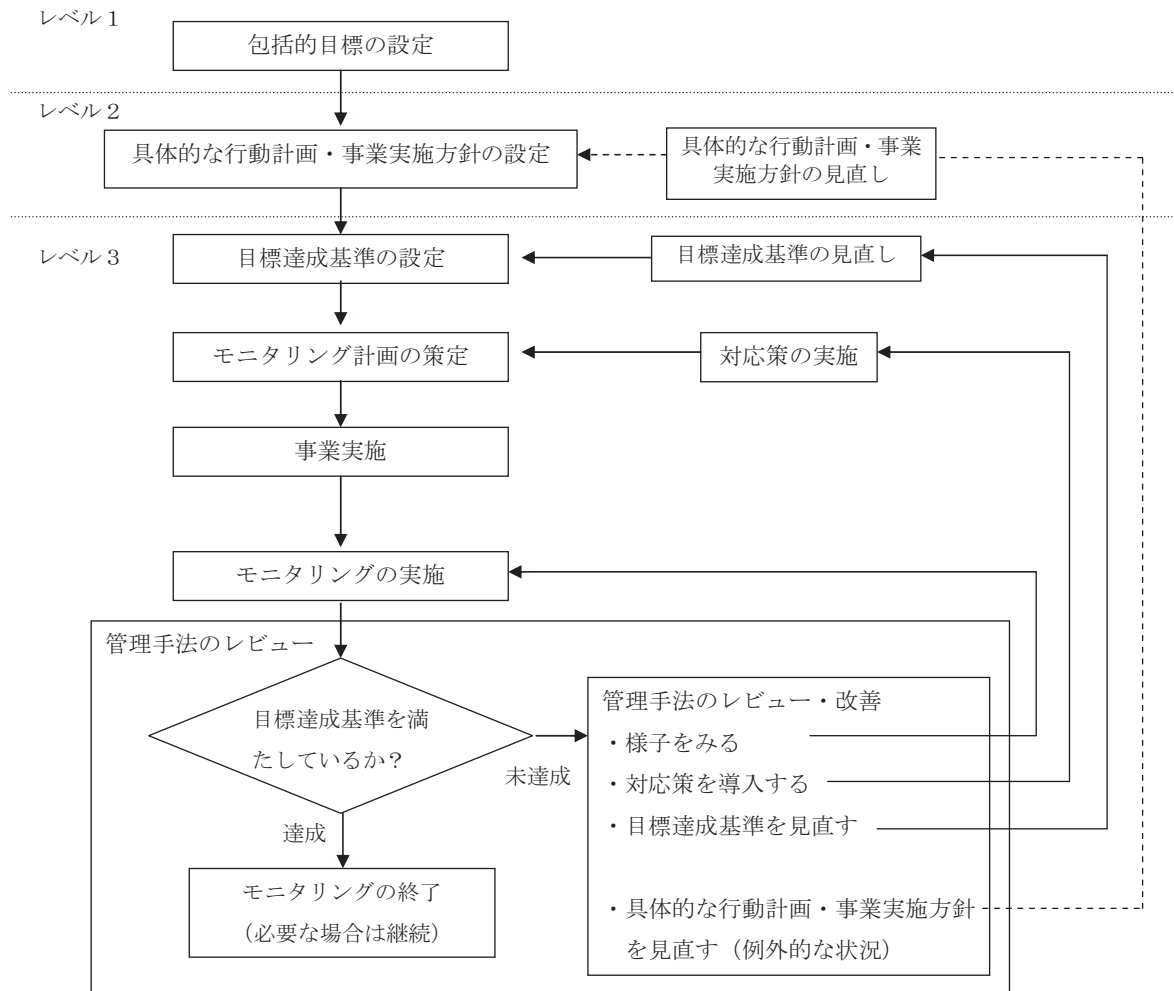 レベル１
包括的目標の設定
レベル２
具体的な行動計画・事業実施方針の設定
具体的な行動計画・事業
実施方針の見直し
レベル３
目標達成基準の設定
目標達成基準の見直し
モニタリング計画の策定
対応策の実施
事業実施
モニタリングの実施
管理手法のレビュー
目標達成基準を満
たしているか？
未達成
達成
モニタリングの終了
（必要な場合は継続）
管理手法のレビュー・改善
・様子をみる
・対応策を導入する
・目標達成基準を見直す
・具体的な行動計画・事業実施方針
を見直す（例外的な状況）